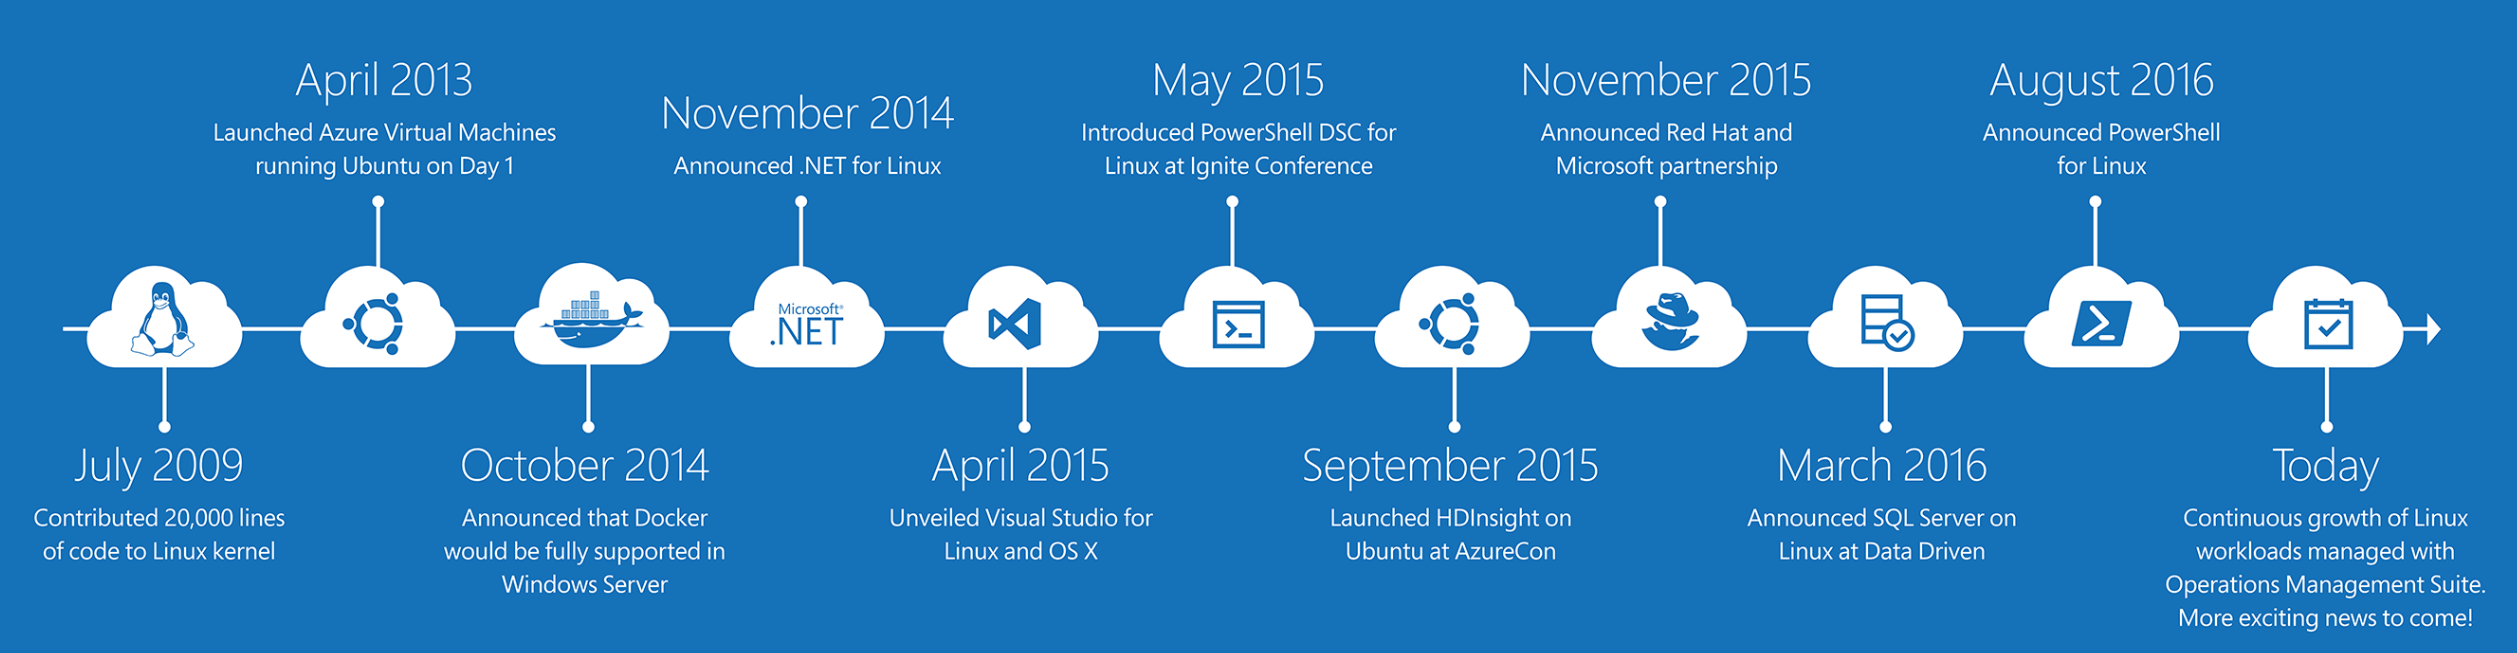 July 2009
Contributed 20,000 lines
of code to Linux kernel
April 2013
Launched Azure Virtual Machines
running Ubuntu on Day 1
October 2014
Announced that Docker
would be fully supported in
Windows Server
November 2014
Announced .NET for Linux
Microsoft®
.NET
April 2015
Unveiled Visual Studio for
Linux and OS X
May 2015
Introduced PowerShell DSC for
Linux at Ignite Conference
September 2015
Launched HDInsight on
Ubuntu at AzureCon
November 2015
Announced Red Hat and
Microsoft partnership
March 2016
Announced SQL Server on
Linux at Data Driven
August 2016
Announced PowerShell
for Linux
Today
Continuous growth of Linux
workloads managed with
Operations Management Suite.
More exciting news to come!